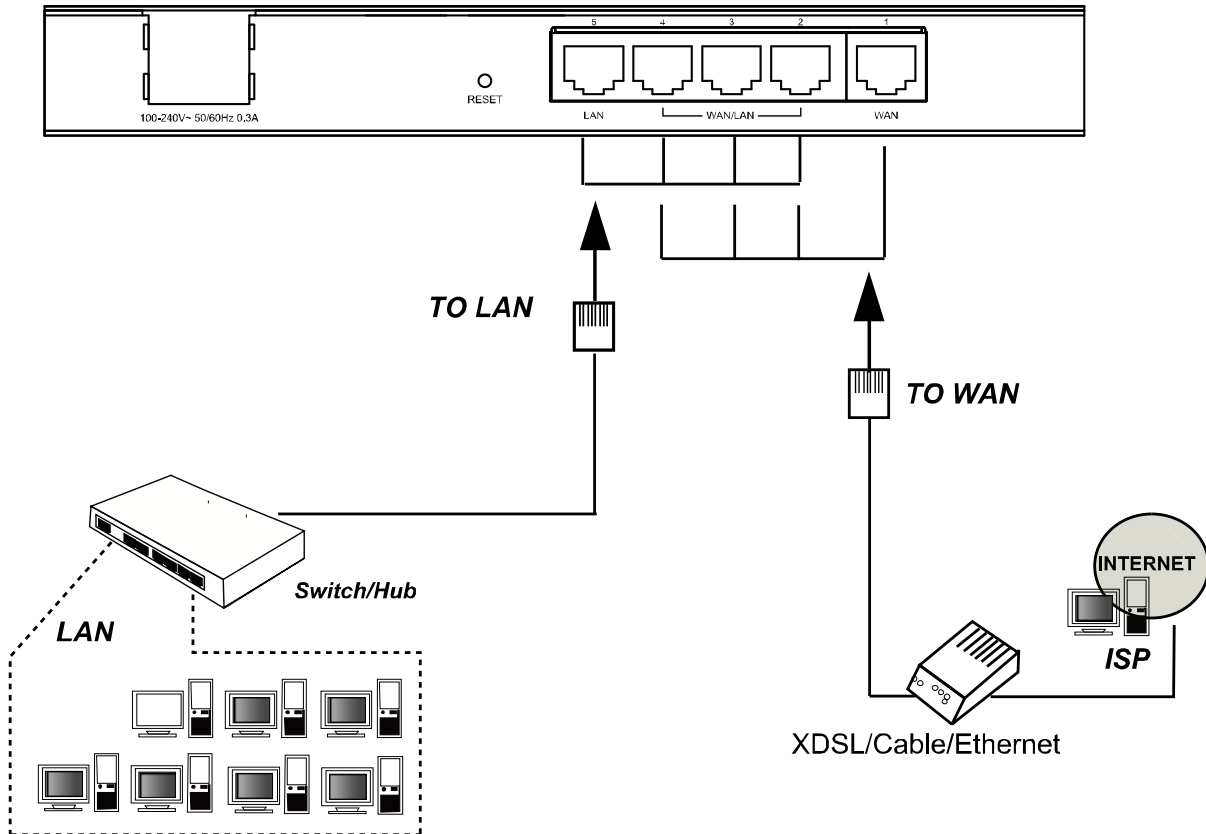 5 4 3 2 1
RESET
100-240V~ 50/60Hz 0.3A
LAN WAN/LAN WAN
TO LAN
TO WAN
Switch/Hub
LAN
INTERNET
ISP
XDSL/Cable/Ethernet